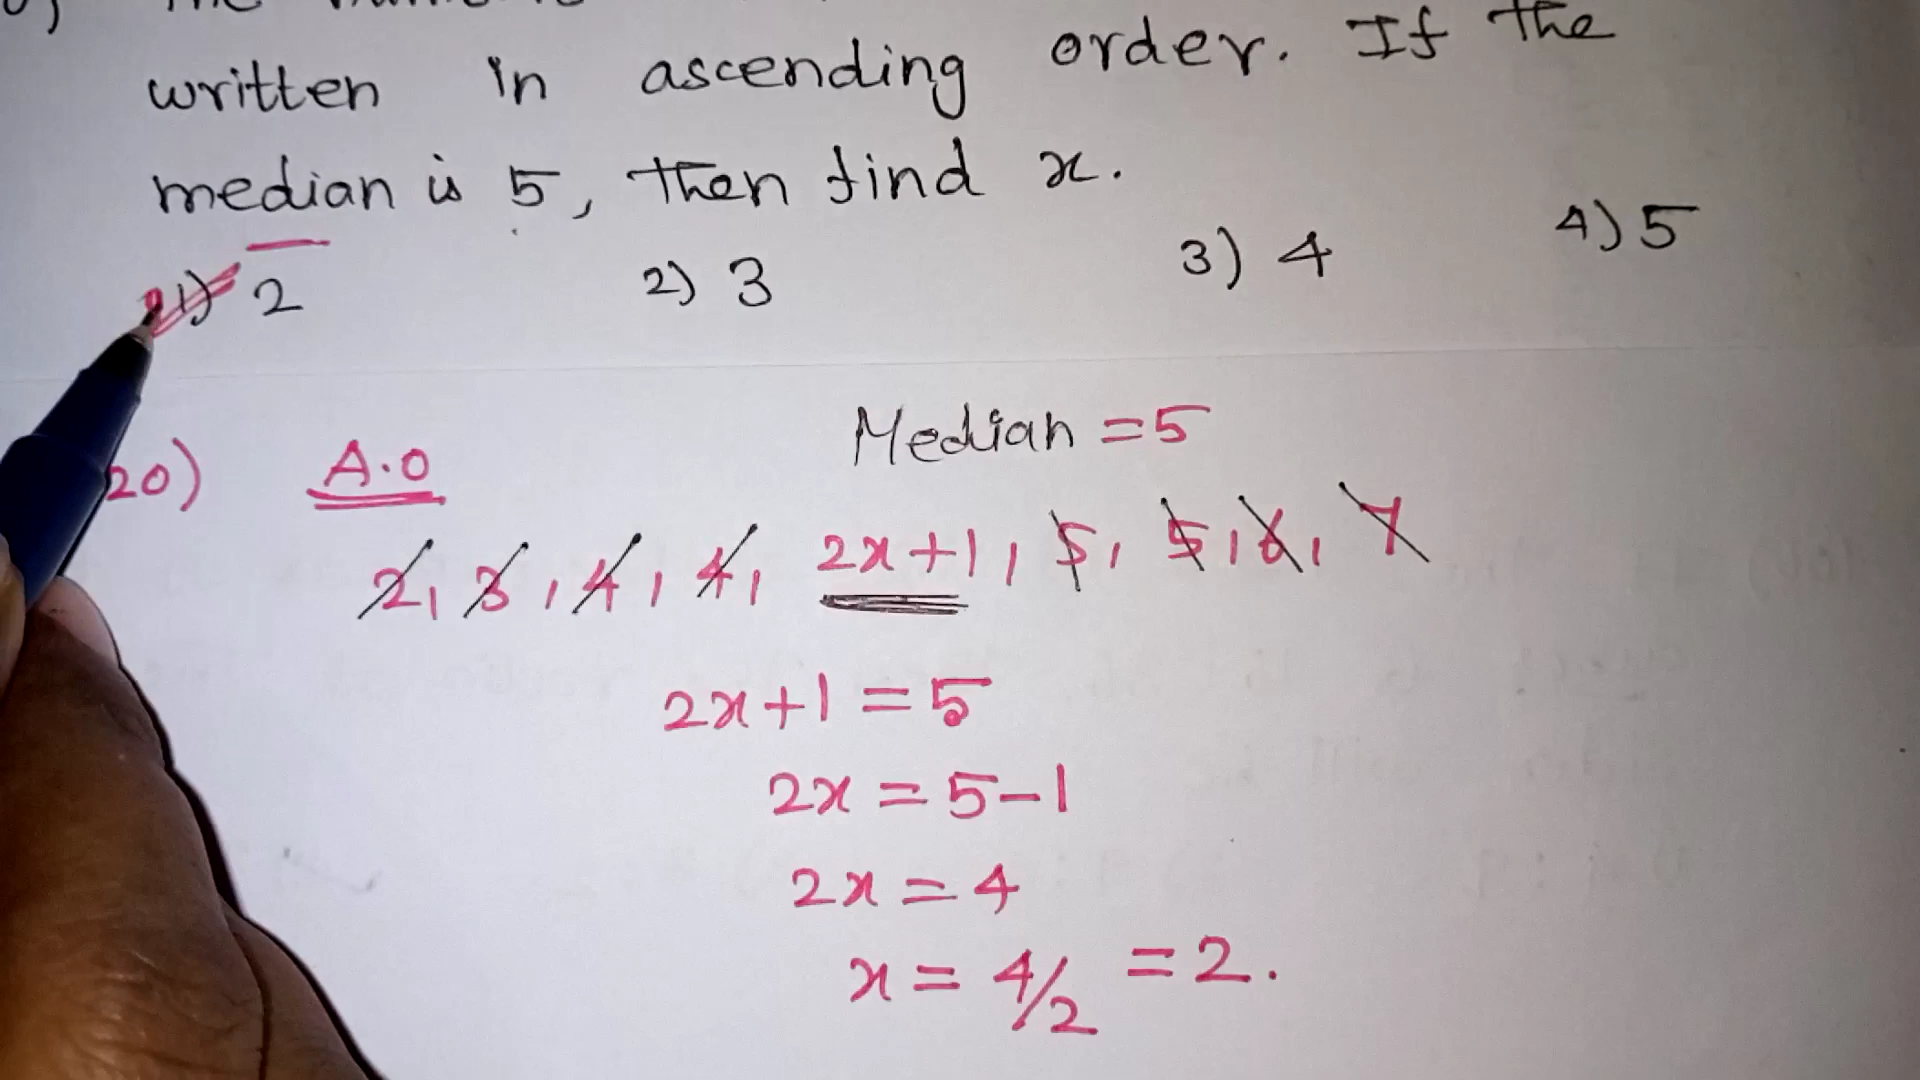 The
written in ascending order. If the
median is 5, then find x.
1) 2 2) 3 3) 4 4) 5
Median = 5
20) A.O
2, 3, 4, 4, 2x+1, 5, 5, 6, 7
2x+1 = 5
2x = 5-1
2x = 4
x = 4/2 = 2.